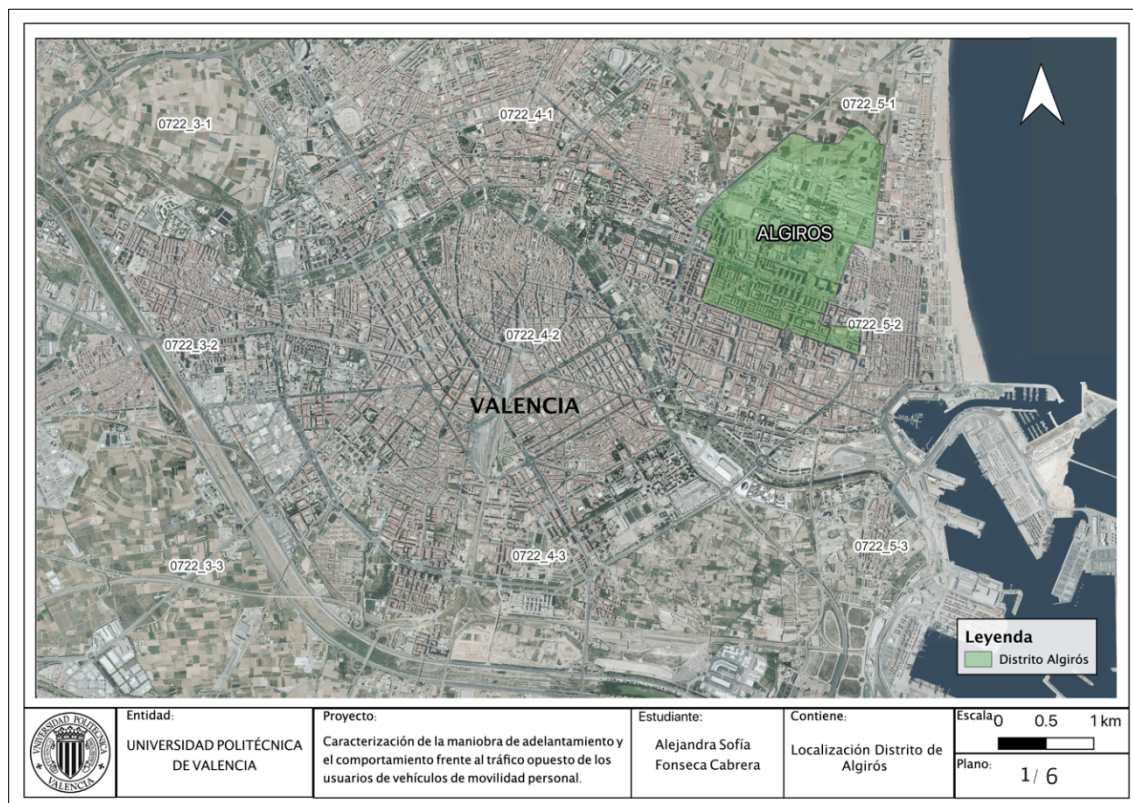 0722_5-1
0722_4-1
0722_3-1
ALGIROS
0722_5-2
0722_4-2
0722_3-2
VALENCIA
0722_5-3
0722_4-3
0722_3-3
Leyenda
Distrito Algirós
UNIVERSIDAD POLITÉCNICA
VALENCIA
Entidad:
UNIVERSIDAD POLITÉCNICA
DE VALENCIA
Proyecto:
Caracterización de la maniobra de adelantamiento y
el comportamiento frente al tráfico opuesto de los
usuarios de vehículos de movilidad personal.
Estudiante:
Alejandra Sofía
Fonseca Cabrera
Contiene:
Localización Distrito de
Algirós
Escala:
0 0.5 1 km
Plano:
1/ 6